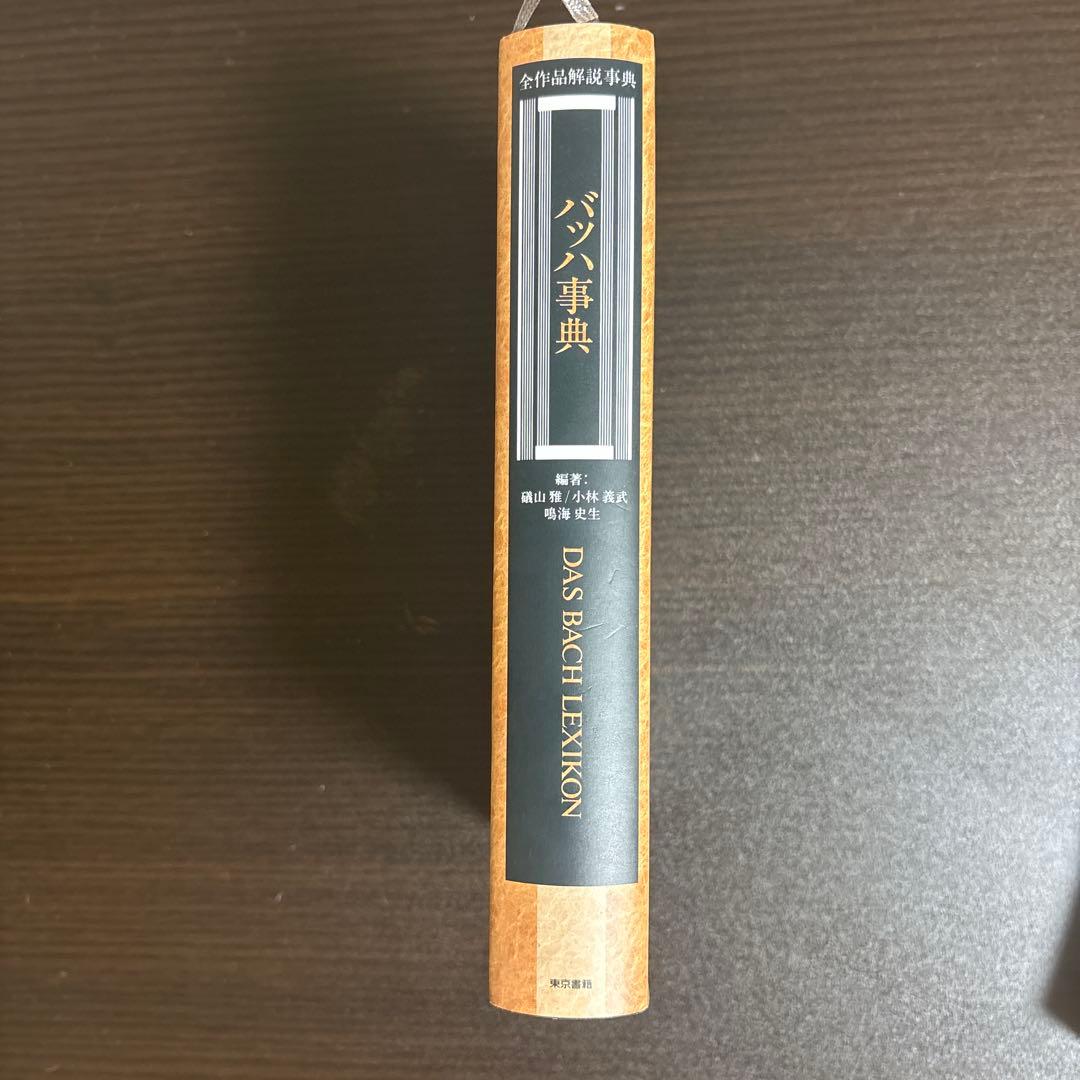 全作品解説事典
バッハ事典
編著:
礒山 雅/小林 義武
鳴海 史生
DAS BACH LEXIKON
東京書籍